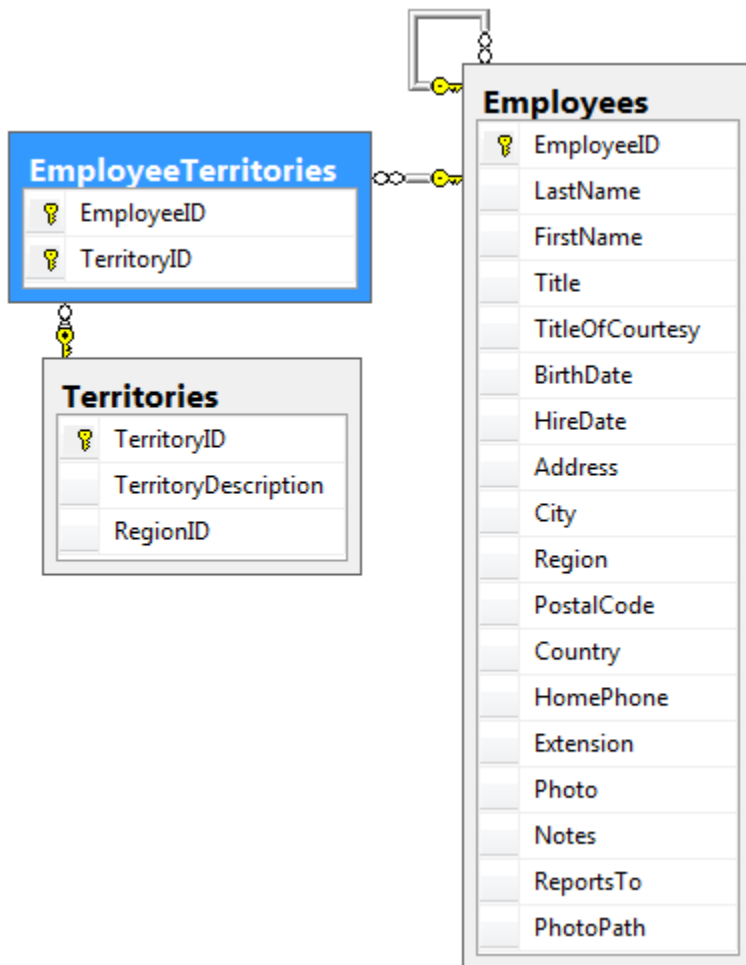 EmployeeTerritories
EmployeeID
TerritoryID
Territories
TerritoryID
TerritoryDescription
RegionID
Employees
EmployeeID
LastName
FirstName
Title
TitleOfCourtesy
BirthDate
HireDate
Address
City
Region
PostalCode
Country
HomePhone
Extension
Photo
Notes
ReportsTo
PhotoPath